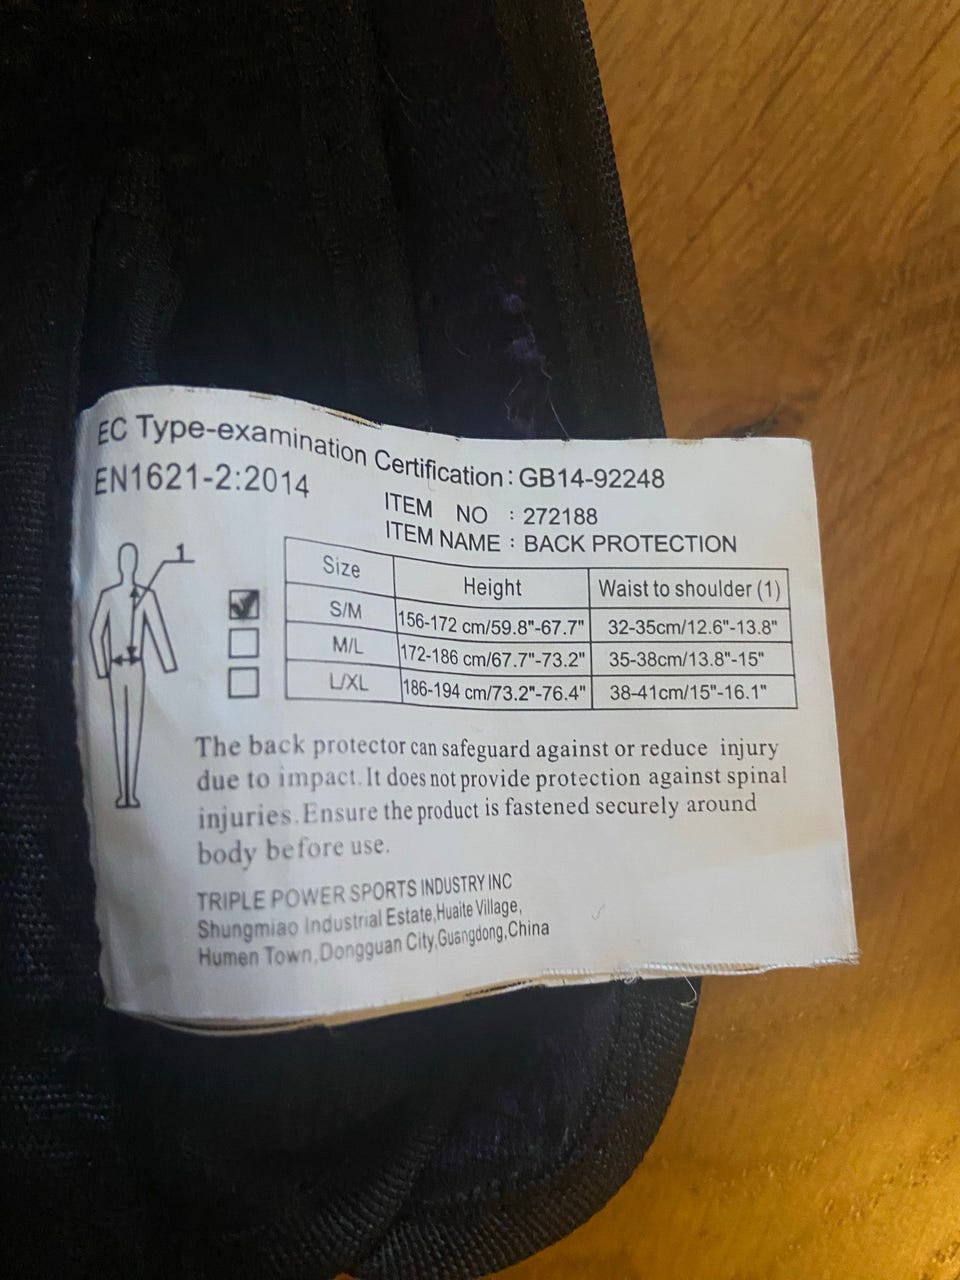 EC Type-examination Certification: GB14-92248
EN1621-2:2014
ITEM NO : 272188
ITEM NAME : BACK PROTECTION
1
Size Height Waist to shoulder (1)
S/M 156-172 cm/59.8"-67.7" 32-35cm/12.6"-13.8"
M/L 172-186 cm/67.7"-73.2" 35-38cm/13.8"-15"
L/XL 186-194 cm/73.2"-76.4" 38-41cm/15"-16.1"
The back protector can safeguard against or reduce injury
due to impact. It does not provide protection against spinal
injuries. Ensure the product is fastened securely around
body before use.
TRIPLE POWER SPORTS INDUSTRY INC
Shungmiao Industrial Estate,Huaite Village,
Humen Town,Dongguan City,Guangdong,China